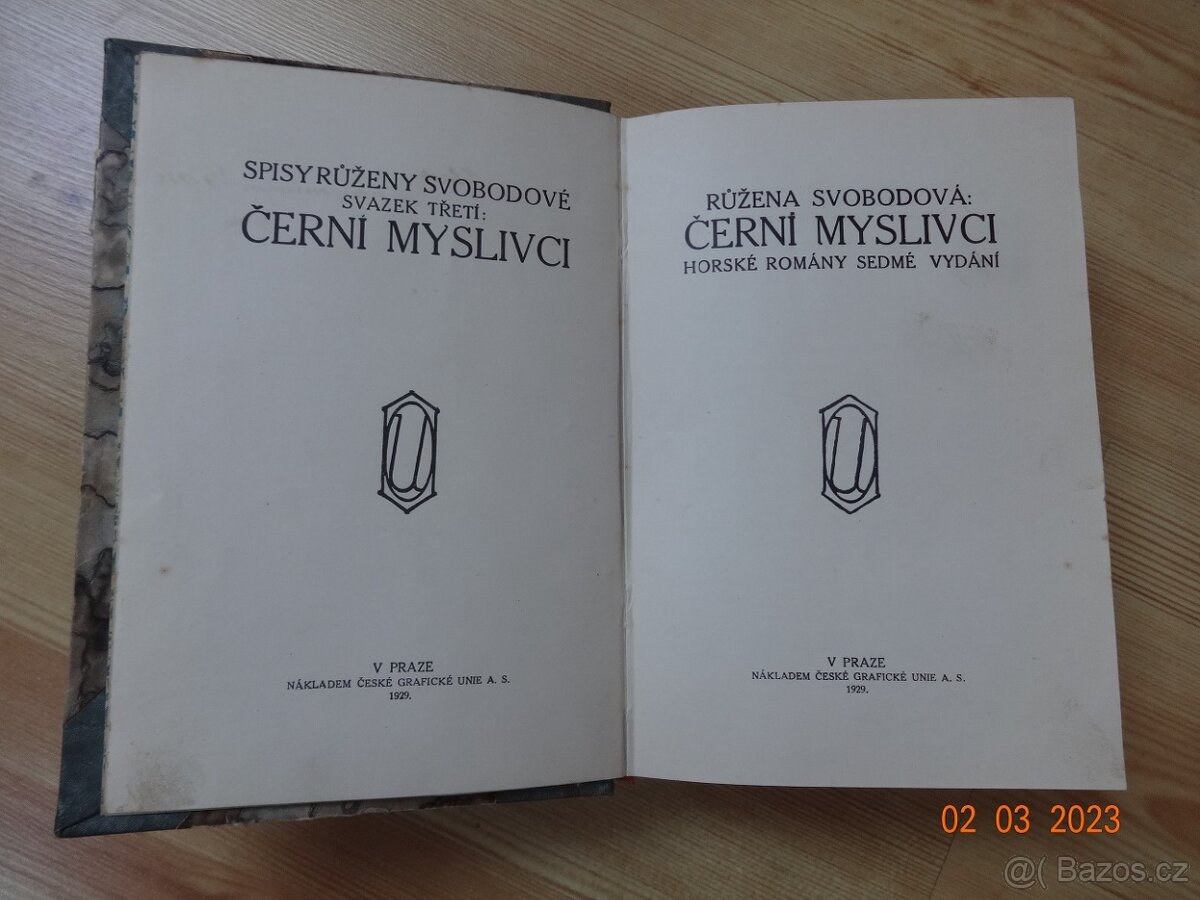 SPISY RŮŽENY SVOBODOVÉ
SVAZEK TŘETÍ:
ČERNÍ MYSLIVCI
U
V PRAZE
NÁKLADEM ČESKÉ GRAFICKÉ UNIE A. S.
1929.
RŮŽENA SVOBODOVÁ:
ČERNÍ MYSLIVCI
HORSKÉ ROMÁNY SEDMÉ VYDÁNÍ
U
V PRAZE
NÁKLADEM ČESKÉ GRAFICKÉ UNIE A. S.
1929.
02 03 2023
@( Bazos.cz